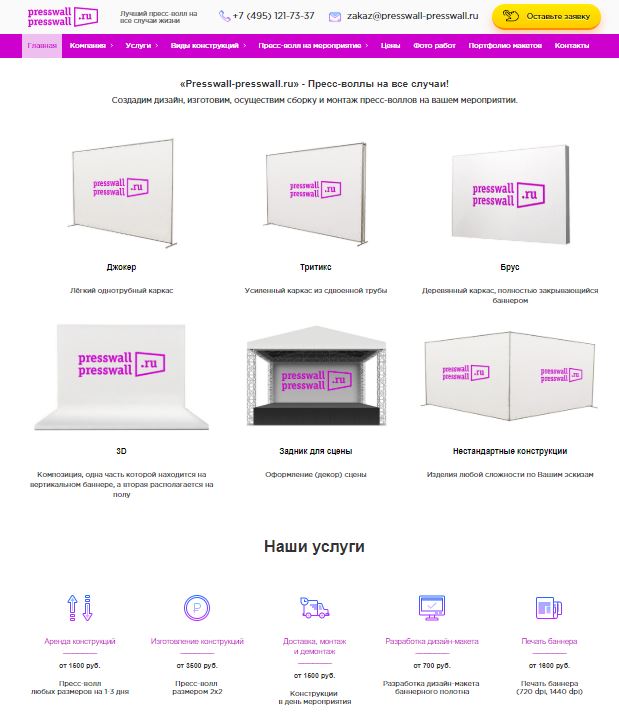 presswall
presswall .ru
Лучший пресс-волл на
все случаи жизни
+7 (495) 121-73-37
zakaz@presswall-presswall.ru
Оставьте заявку
Главная Компания Услуги Виды конструкций Пресс-волл на мероприятие Цены Фото работ Портфолио макетов Контакты
«Presswall-presswall.ru» - Пресс-воллы на все случаи!
Создадим дизайн, изготовим, осуществим сборку и монтаж пресс-воллов на вашем мероприятии.
presswall
presswall .ru
presswall
presswall .ru
presswall
presswall .ru
Джокер
Тритикс
Брус
Лёгкий однотрубный каркас
Усиленный каркас из сдвоенной трубы
Деревянный каркас, полностью закрывающийся
баннером
presswall
presswall .ru
presswall
presswall .ru
presswall
presswall .ru
presswall
presswall .ru
3D
Задник для сцены
Нестандартные конструкции
Композиция, одна часть которой находится на
вертикальном баннере, а вторая располагается на
полу
Оформление (декор) сцены
Изделия любой сложности по Вашим эскизам
Наши услуги
Аренда конструкций
от 1500 руб.
Пресс-волл
любых размеров на 1-3 дня
Изготовление конструкций
от 3500 руб.
Пресс-волл
размером 2х2
Доставка, монтаж
и демонтаж
от 1500 руб.
Конструкции
в день мероприятия
Разработка дизайн-макета
от 700 руб.
Разработка дизайн-макета
баннерного полотна
Печать баннера
от 1600 руб.
Печать баннера
(720 dpi, 1440 dpi)